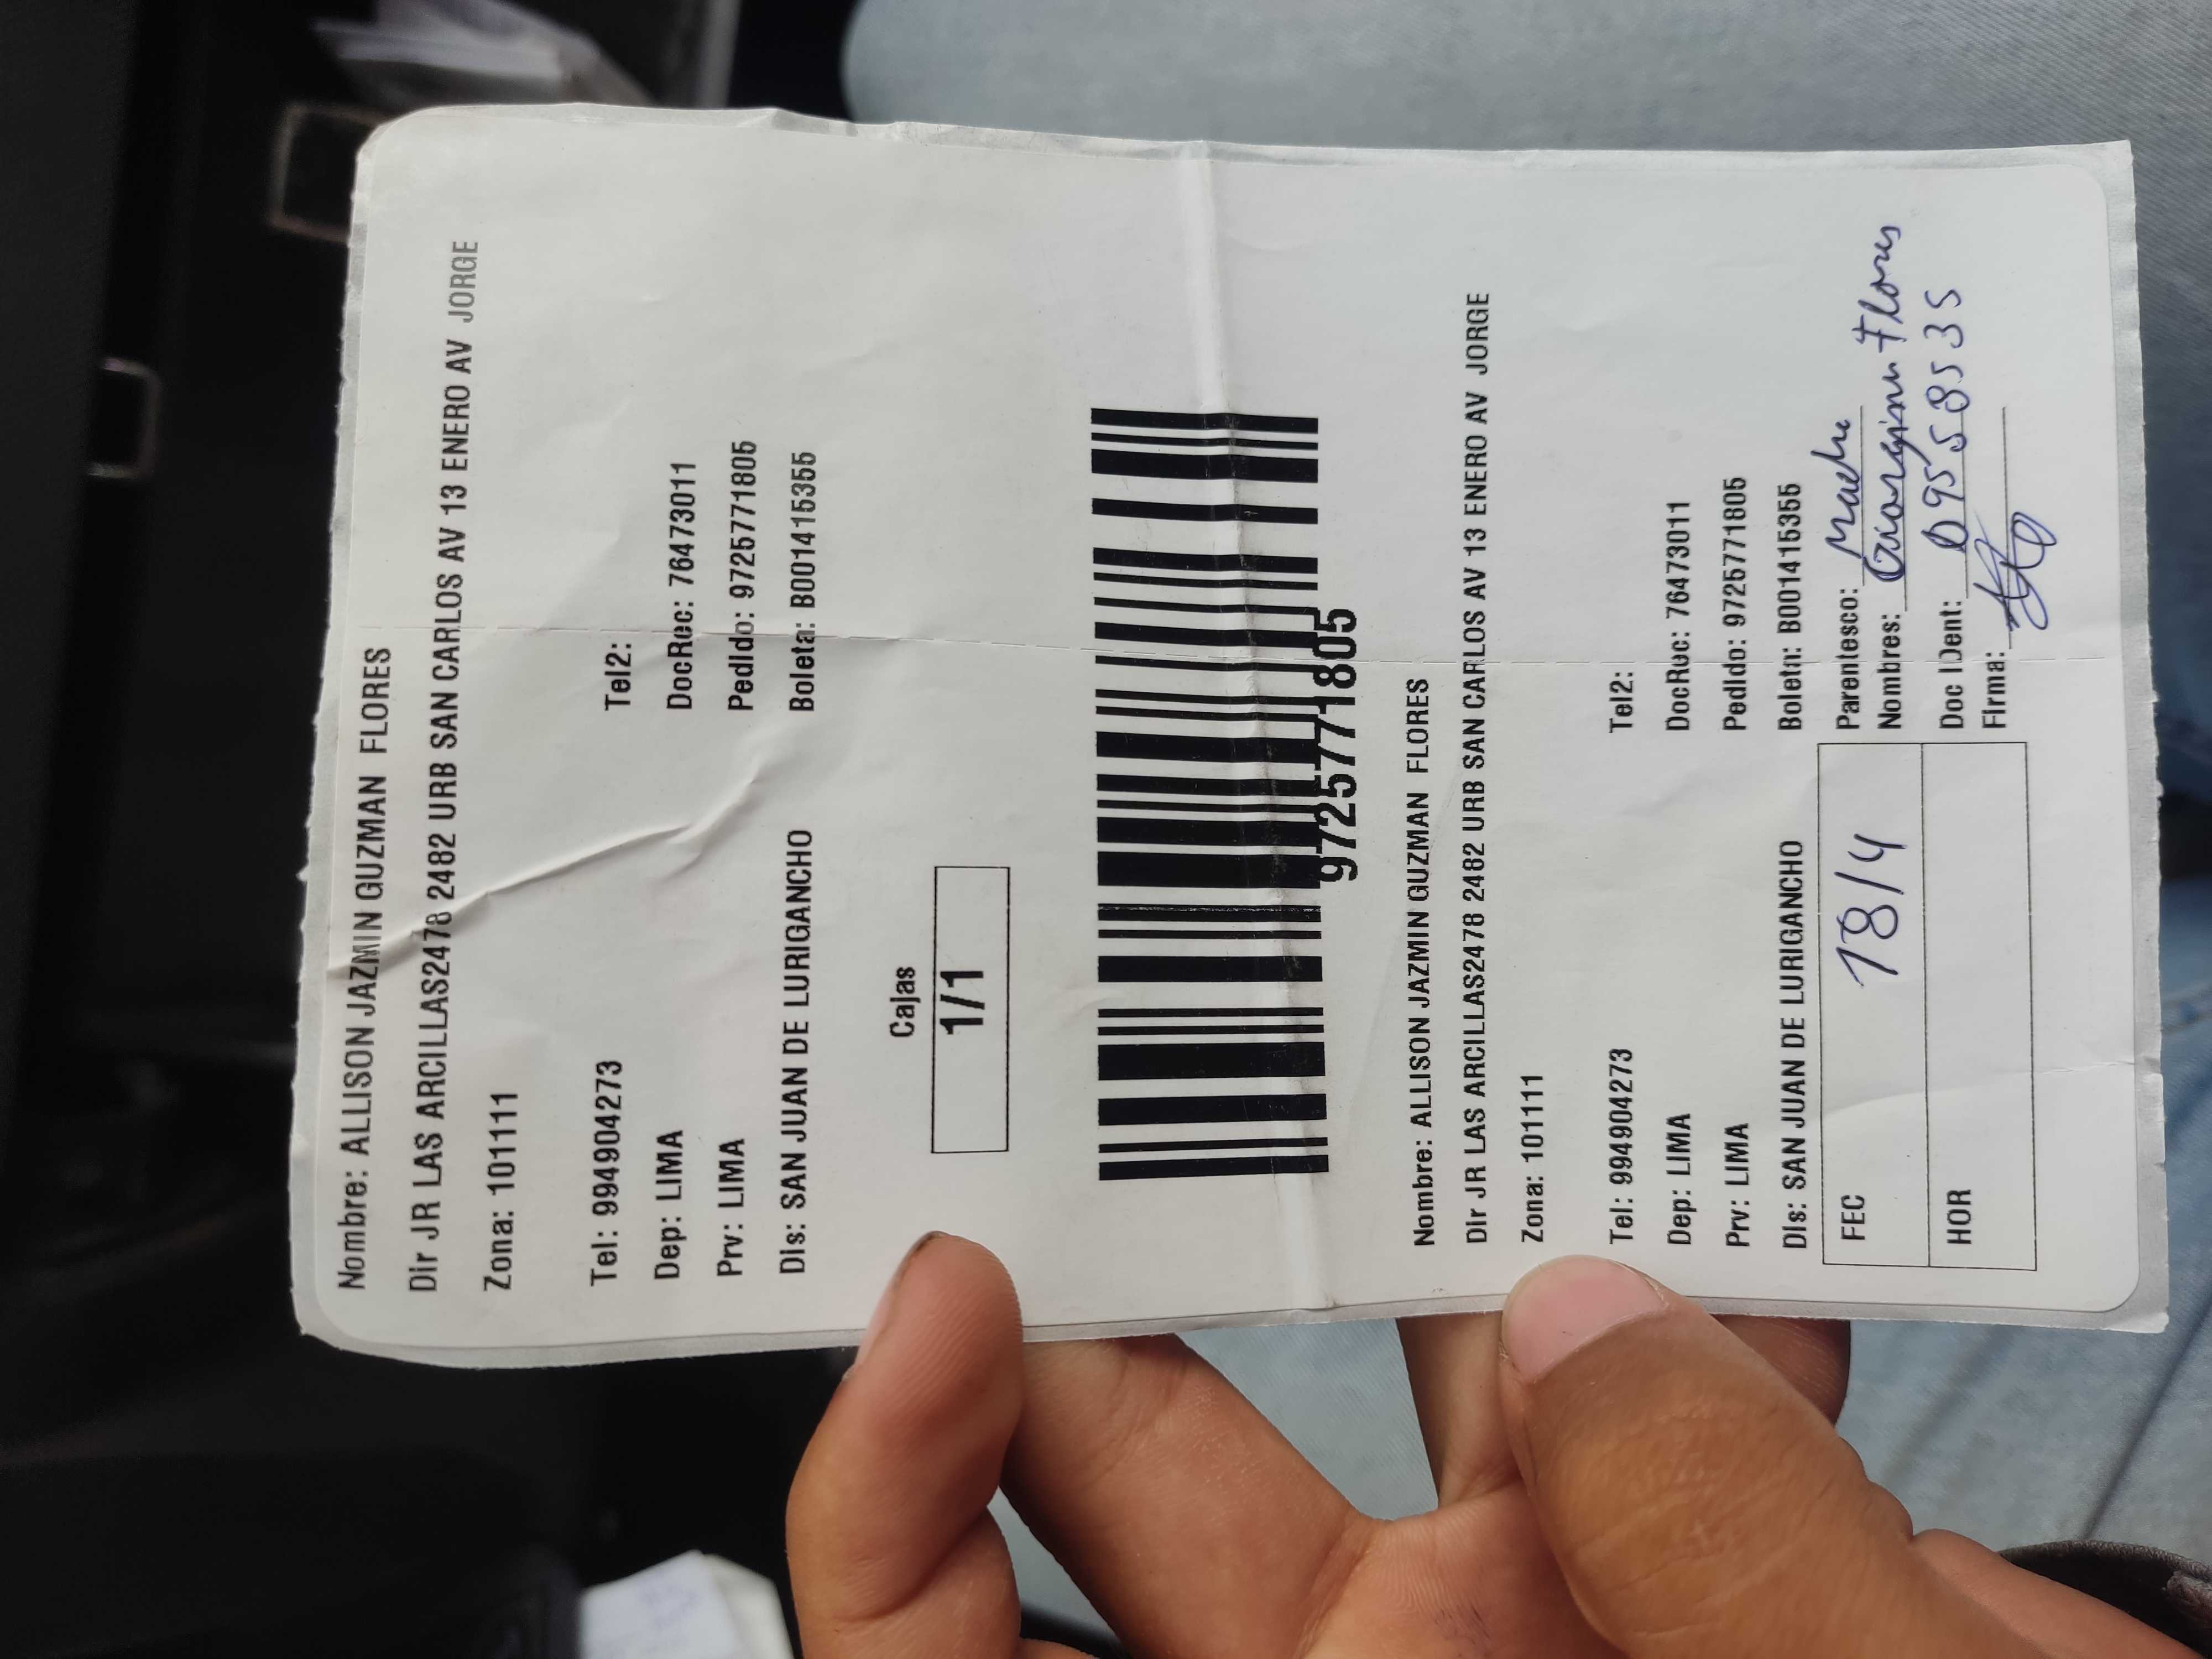 Nombre: ALLISON JAZMIN GUZMAN FLORES
Dir JR LAS ARCILLAS2478 2482 URB SAN CARLOS AV 13 ENERO AV JORGE
Zona: 101111
Tel: 994904273 Tel2:
Dep: LIMA DocRec: 76473011
Prv: LIMA PedIdo: 9725771805
DIs: SAN JUAN DE LURIGANCHO Boleta: B001415355
Cajas
1/1
9725771805
Nombre: ALLISON JAZMIN GUZMAN FLORES
DIr JR LAS ARCILLAS2478 2482 URB SAN CARLOS AV 13 ENERO AV JORGE
Zona: 101111
Tel: 994904273 Tel2:
Dep: LIMA DocRec: 76473011
Prv: LIMA PedIdo: 9725771805
DIs: SAN JUAN DE LURIGANCHO Boleta: B001415355
FEC 18/4 Parentesco: Madre
Nombres: Flores
HOR Doc IDent: 09558535
FIrma: